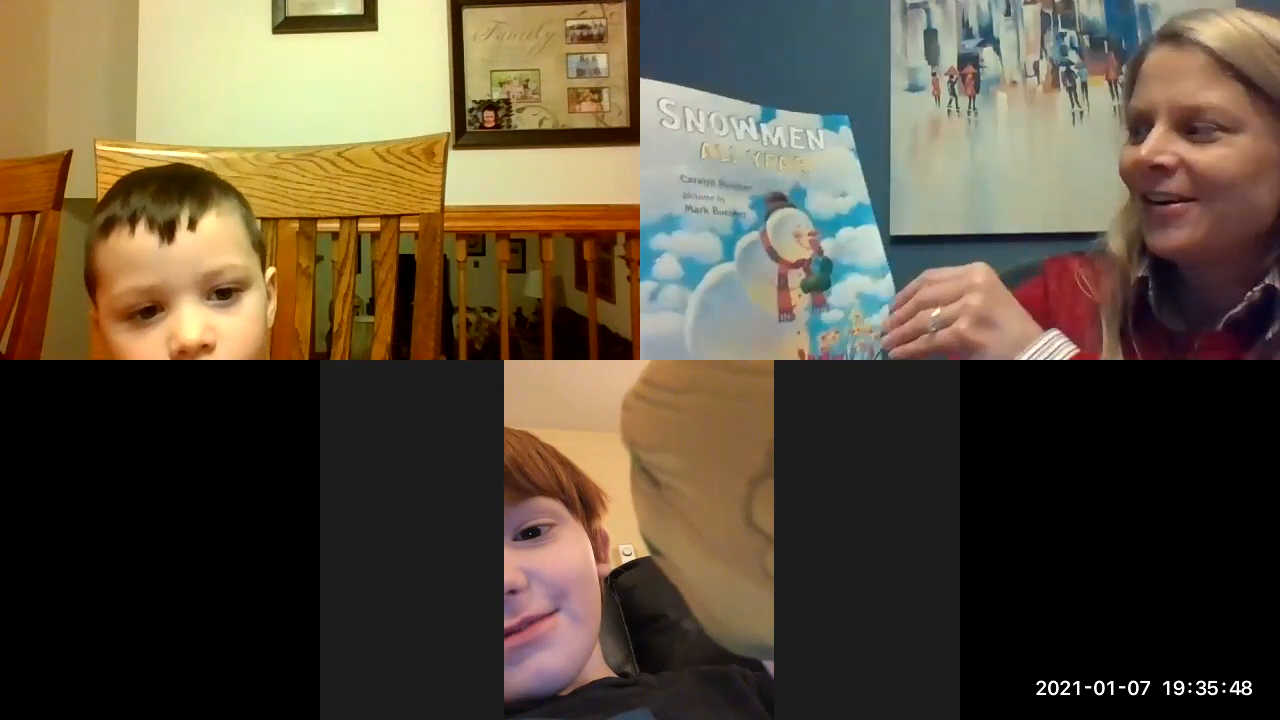 Family
SNOWMEN
ALL YEAR
Caralyn Buehner
pictures by
Mark Buehner
2021-01-07 19:35:48